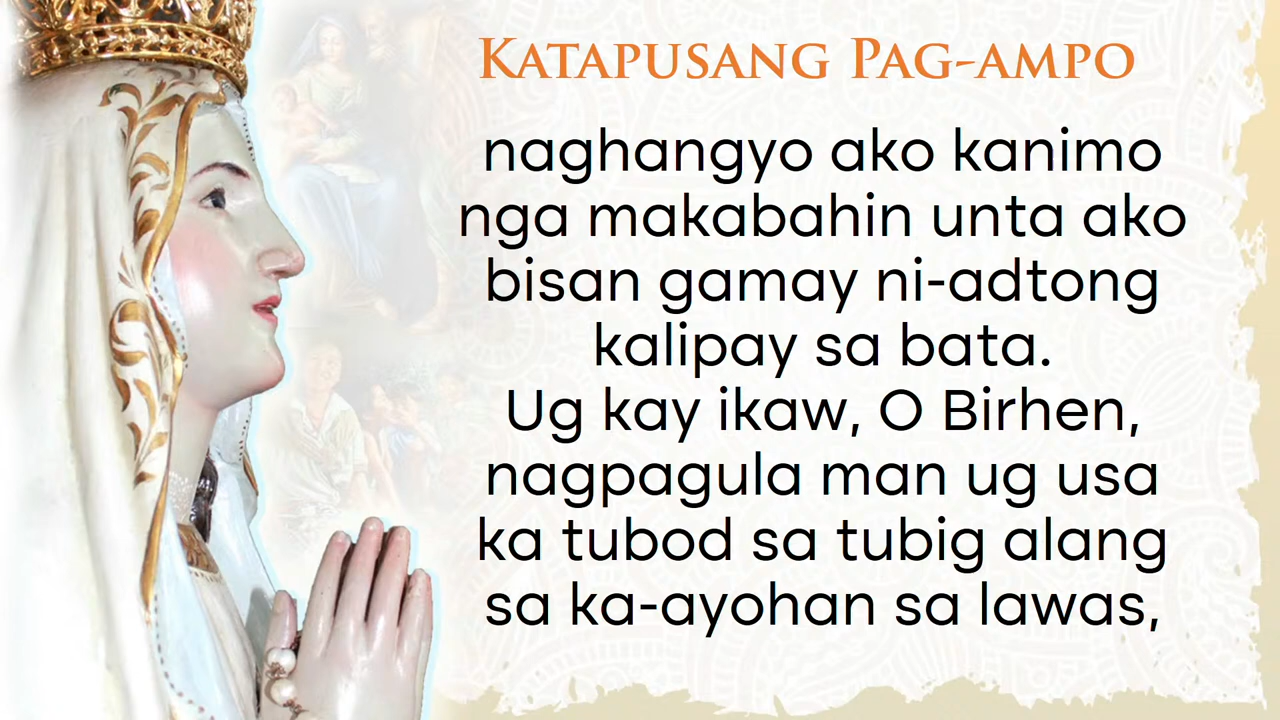 Katapusang Pag-ampo
naghangyo ako kanimo
nga makabahin unta ako
bisan gamay ni-adtong
kalipay sa bata.
Ug kay ikaw, O Birhen,
nagpagula man ug usa
ka tubod sa tubig alang
sa ka-ayohan sa lawas,